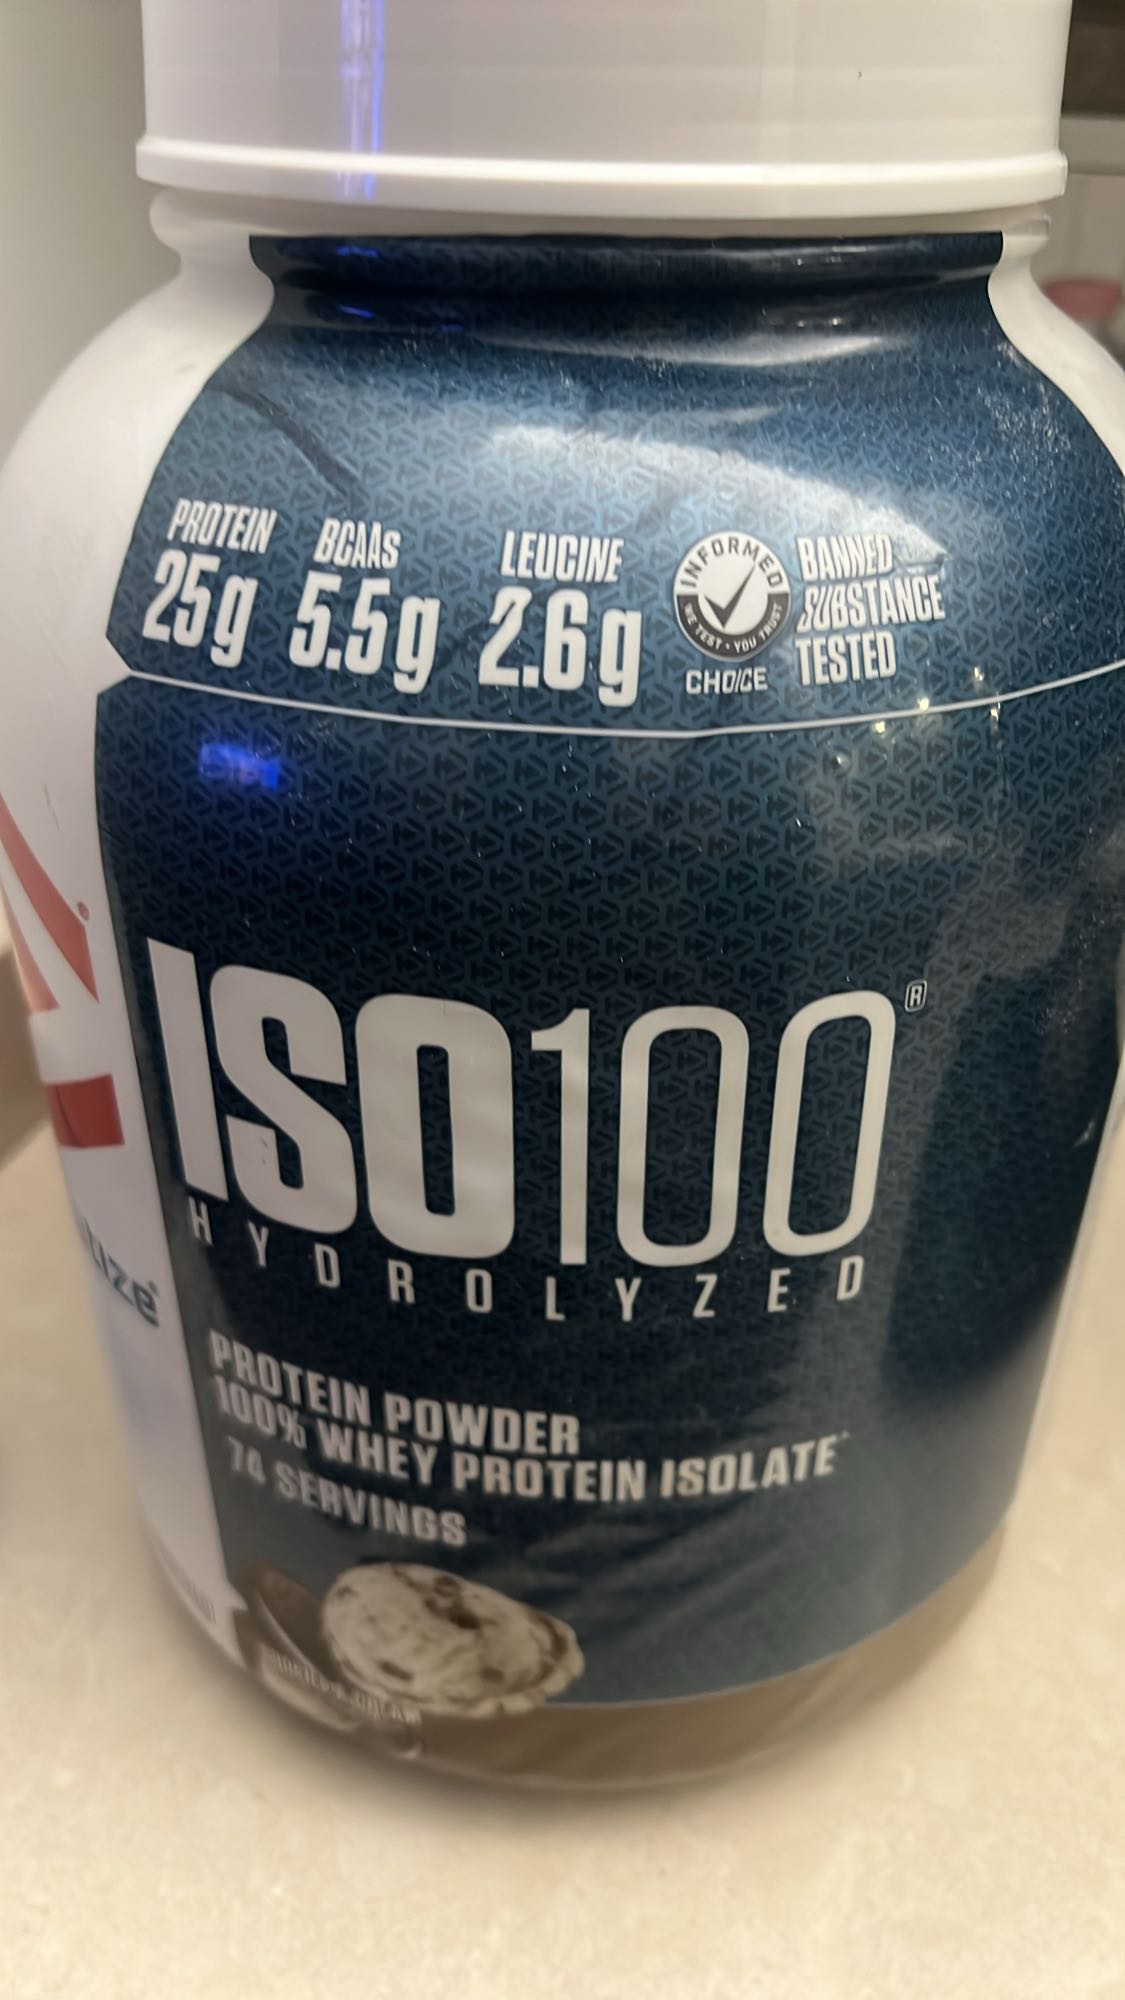 PROTEIN
25g
BCAAs
5.5g
LEUCINE
2.6g
INFORMED
WE TEST • YOU TRUST
CHOICE
BANNED
SUBSTANCE
TESTED
ISO100®
HYDROLYZED
tize®
PROTEIN POWDER
100% WHEY PROTEIN ISOLATE^
74 SERVINGS